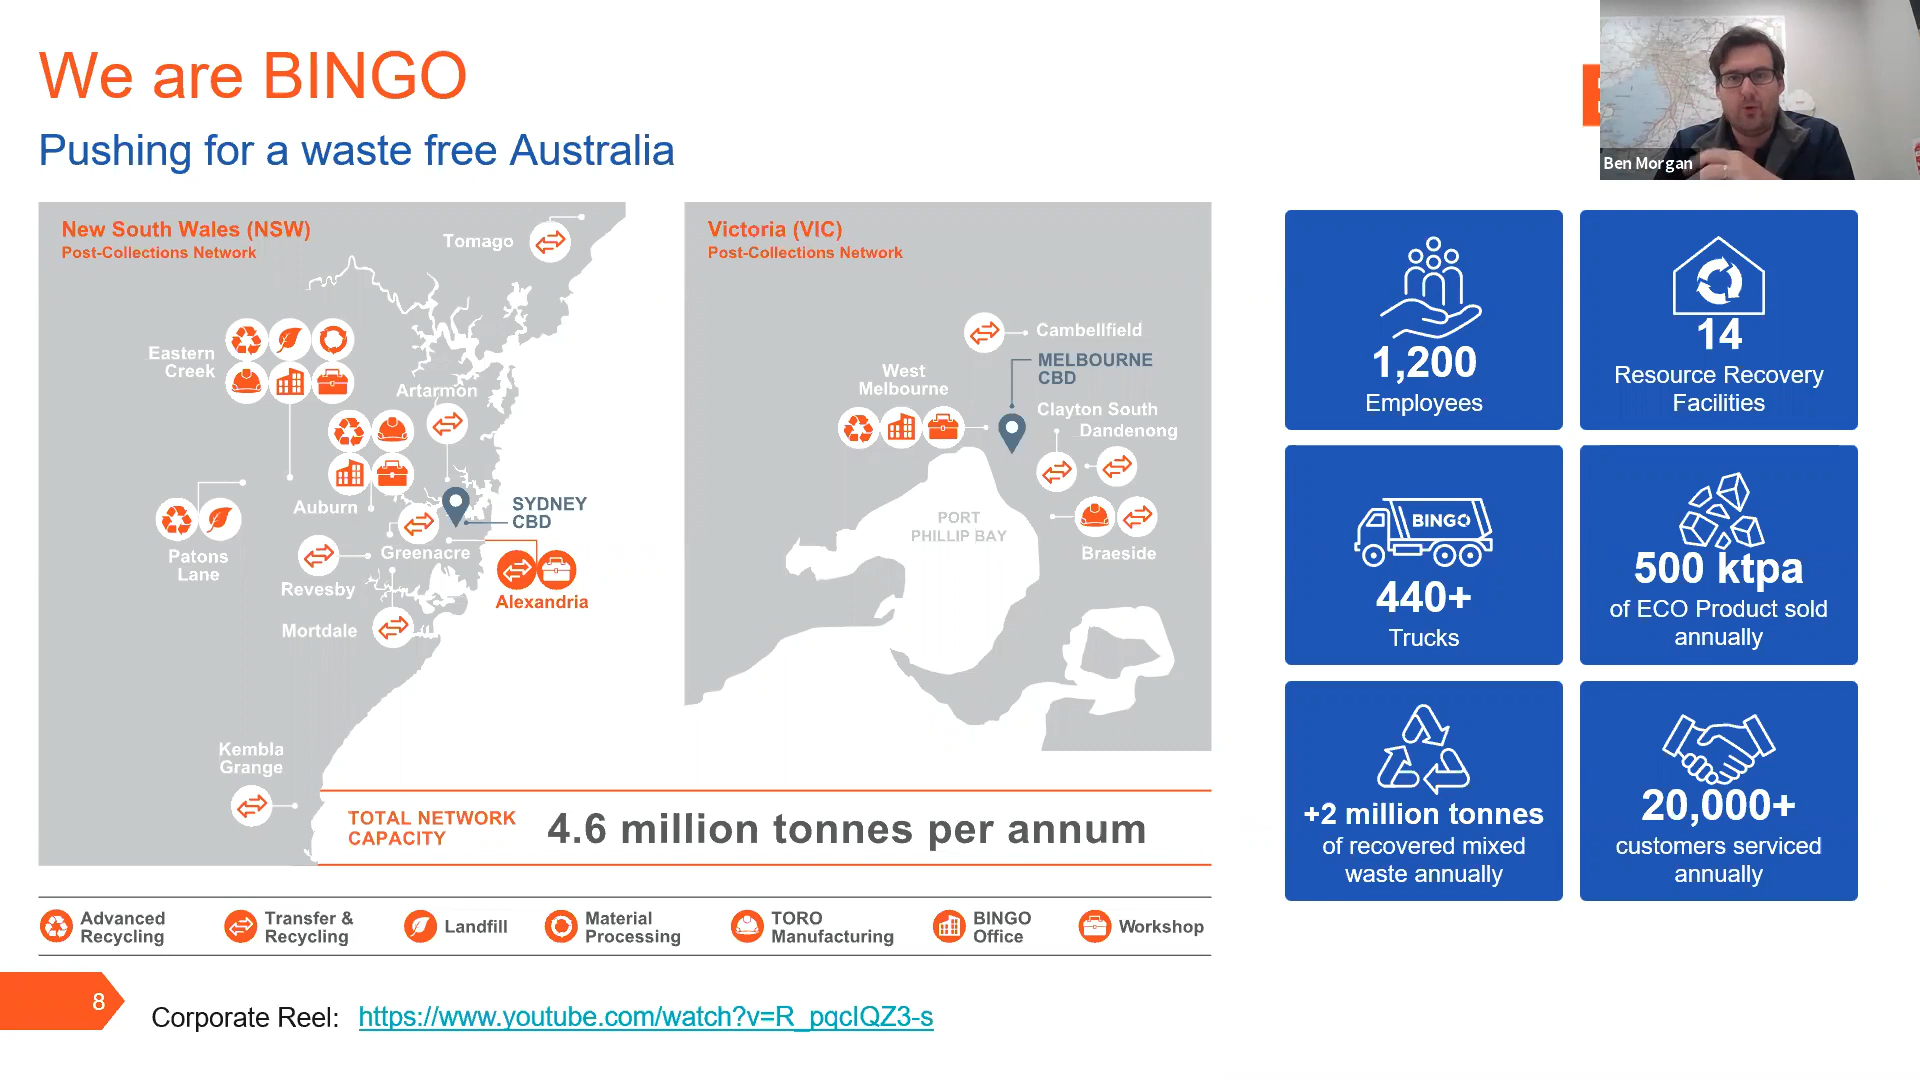 We are BINGO
Pushing for a waste free Australia
Ben Morgan
New South Wales (NSW)
Post-Collections Network
Tomago
Eastern
Creek
Artarmon
Auburn
SYDNEY
CBD
Patons
Lane
Greenacre
Revesby
Alexandria
Mortdale
Kembla
Grange
Victoria (VIC)
Post-Collections Network
Cambellfield
MELBOURNE
CBD
West
Melbourne
Clayton South
Dandenong
PORT
PHILLIP BAY
Braeside
TOTAL NETWORK
CAPACITY
4.6 million tonnes per annum
1,200
Employees
14
Resource Recovery
Facilities
BINGO
440+
Trucks
500 ktpa
of ECO Product sold
annually
+2 million tonnes
of recovered mixed
waste annually
20,000+
customers serviced
annually
Advanced
Recycling
Transfer &
Recycling
Landfill
Material
Processing
TORO
Manufacturing
BINGO
Office
Workshop
8
Corporate Reel: https://www.youtube.com/watch?v=R_pqcIQZ3-s